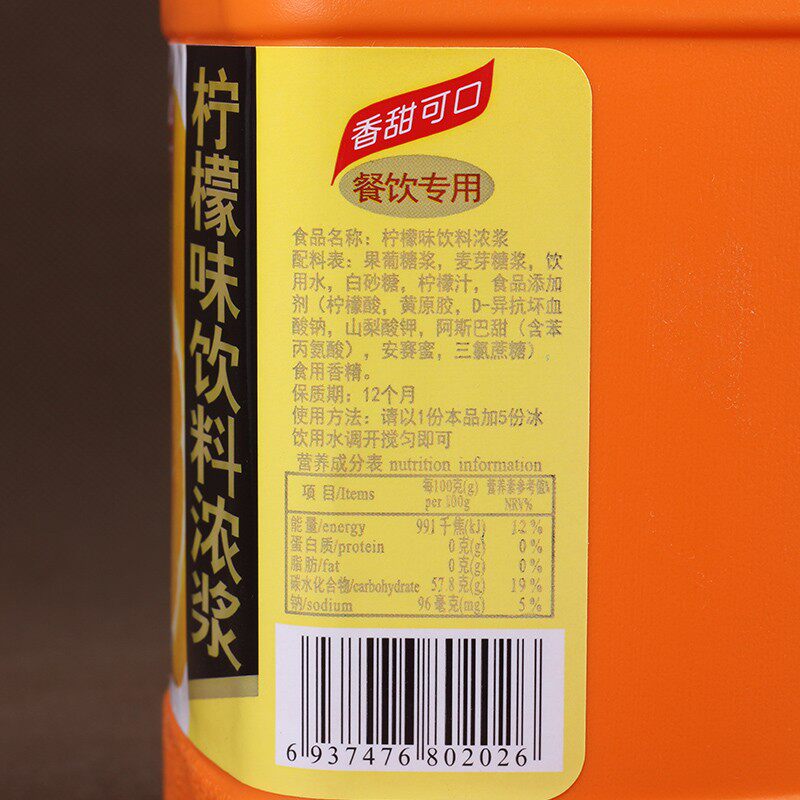 柠檬味饮料浓浆
香甜可口
餐饮专用
食品名称：柠檬味饮料浓浆
配料表：果葡糖浆，麦芽糖浆，饮
用水，白砂糖，柠檬汁，食品添加
剂（柠檬酸，黄原胶，D-异抗坏血
酸钠，山梨酸钾，阿斯巴甜（含苯
丙氨酸），安赛蜜，三氯蔗糖），
食用香精。
保质期：12个月
使用方法：请以1份本品加5份冰
饮用水调开搅匀即可
营养成分表 nutrition information
项 目/Items 每100克(g) 营养素参考值%
per 100g NRV%
能量/energy 991 千焦(kJ) 12 %
蛋白质/protein 0 克(g) 0 %
脂肪/fat 0 克(g) 0 %
碳水化合物/carbohydrate 57.8 克(g) 19 %
钠/sodium 96 毫克(mg) 5 %
6 937476 802026